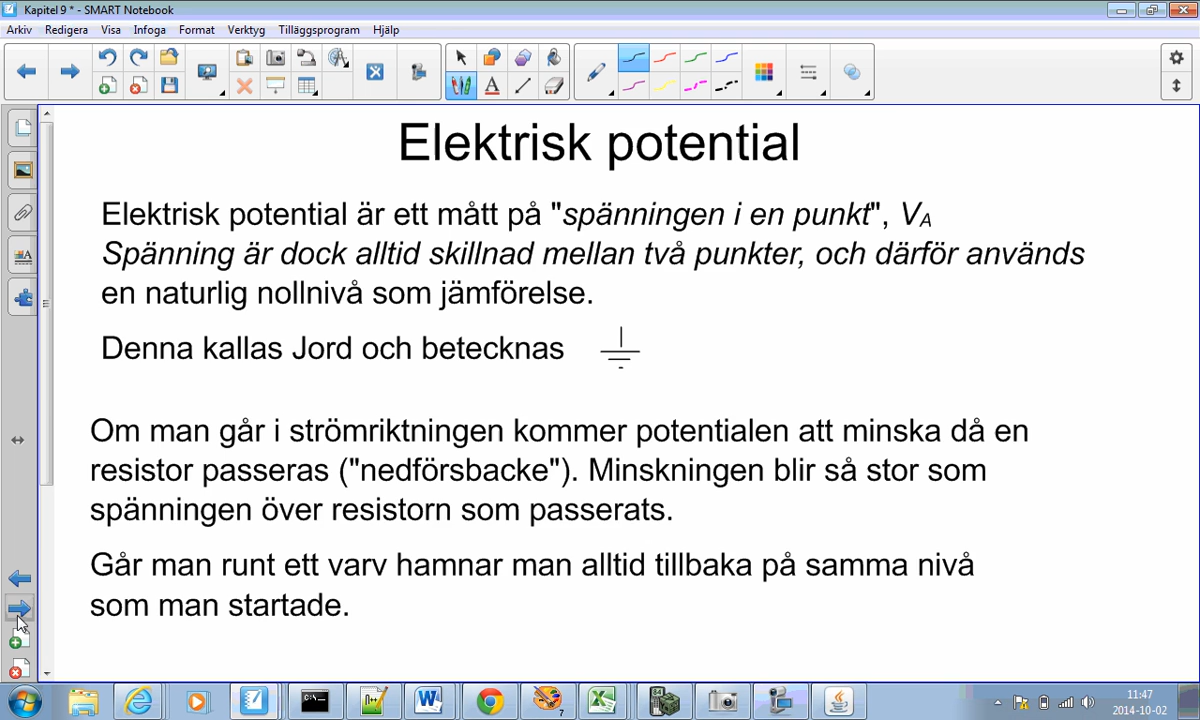 Kapitel 9 * - SMART Notebook
Arkiv Redigera Visa Infoga Format Verktyg Tilläggsprogram Hjälp
Elektrisk potential
Elektrisk potential är ett mått på "spänningen i en punkt", VA
Spänning är dock alltid skillnad mellan två punkter, och därför används
en naturlig nollnivå som jämförelse.
Denna kallas Jord och betecknas
Om man går i strömriktningen kommer potentialen att minska då en
resistor passeras ("nedförsbacke"). Minskningen blir så stor som
spänningen över resistorn som passerats.
Går man runt ett varv hamnar man alltid tillbaka på samma nivå
som man startade.
11:47
2014-10-02